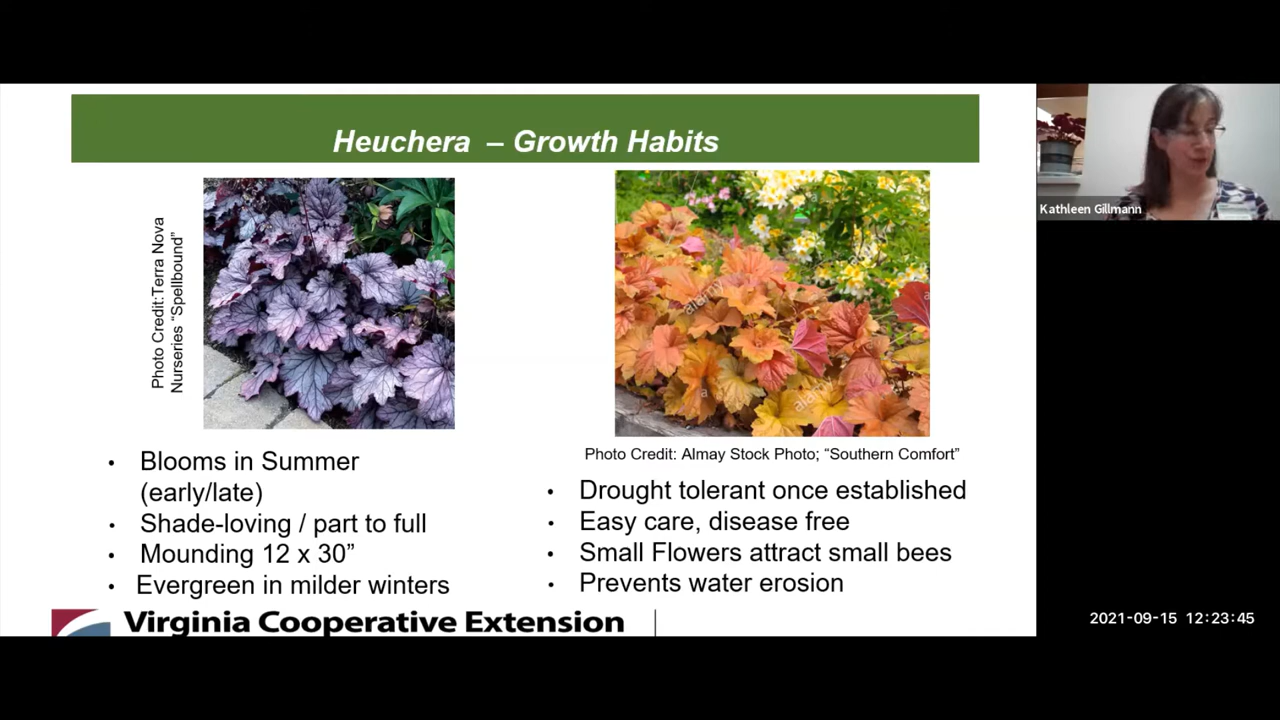 Heuchera – Growth Habits
Photo Credit:Terra Nova
Nurseries “Spellbound”
alamy
alamy
a
a
a
Photo Credit: Almay Stock Photo; “Southern Comfort”
• Blooms in Summer
(early/late)
• Shade-loving / part to full
• Mounding 12 x 30”
• Evergreen in milder winters
• Drought tolerant once established
• Easy care, disease free
• Small Flowers attract small bees
• Prevents water erosion
Virginia Cooperative Extension
Kathleen Gillmann
2021-09-15 12:23:45